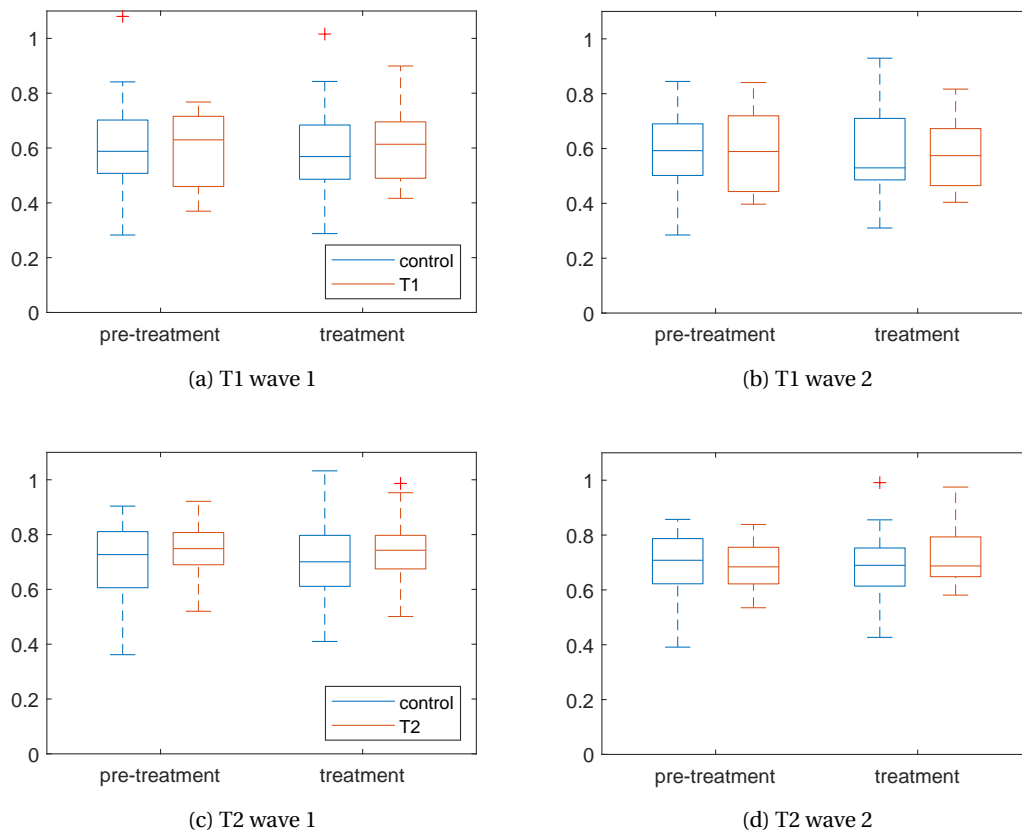 1
0.8
0.6
0.4
0.2
0
control
T1
pre-treatment
treatment
(a) T1 wave 1
1
0.8
0.6
0.4
0.2
0
pre-treatment
treatment
(b) T1 wave 2
1
0.8
0.6
0.4
0.2
0
control
T2
pre-treatment
treatment
(c) T2 wave 1
1
0.8
0.6
0.4
0.2
0
pre-treatment
treatment
(d) T2 wave 2